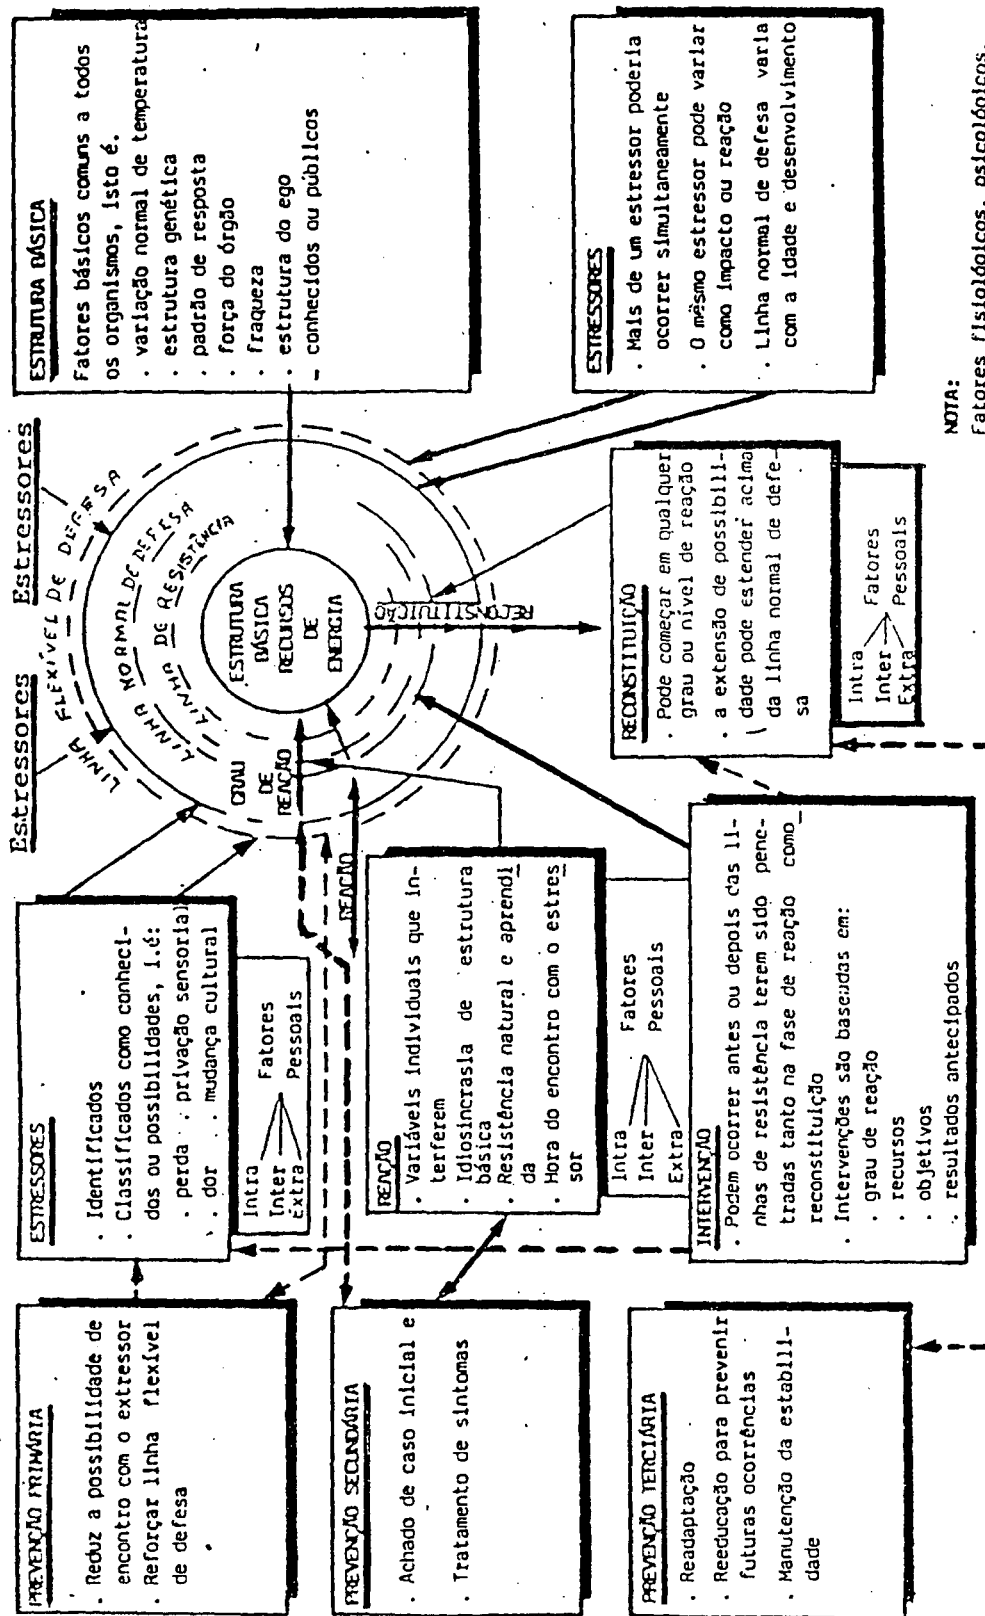 PREVENÇÃO PRIMÁRIA
. Reduz a possibilidade de
encontro com o extressor
. Reforçar linha flexível
de defesa
PREVENÇÃO SECUNDÁRIA
. Achado de caso inicial e
. Tratamento de sintomas
PREVENÇÃO TERCIÁRIA
. Readaptação
. Reeducação para prevenir
futuras ocorrências
. Manutenção da estabili-
dade
ESTRESSORES
. Identificados
. Classificados como conheci-
dos ou possibilidades, i.é:
. perda . privação sensorial
. dor . mudança cultural
Intra
Inter
Extra
Fatores
Pessoais
REAÇÃO
. Variáveis individuais que in-
terferem
. Idiosincrasia de estrutura
básica
. Resistência natural e aprendi
da
. Hora do encontro com o estres
sor
Intra
Inter
Extra
Fatores
Pessoais
INTERVENÇÃO
. Podem ocorrer antes ou depois das li-
nhas de resistência terem sido pene-
tradas tanto na fase de reação como
reconstituição
. Intervenções são baseadas em:
. grau de reação
. recursos
. objetivos
. resultados antecipados
Estressores
Estressores
LINHA FLEXÍVEL DE DEFESA
LINHA NORMAL DE DEFESA
LINHA DE RESISTÊNCIA
ESTRUTURA
BÁSICA
RECURSOS
DE
ENERGIA
GRAU
DE
REAÇÃO
REAÇÃO
RECONSTITUIÇÃO
RECONSTITUIÇÃO
. Pode começar em qualquer
grau ou nível de reação
. a extensão de possibili-
dade pode estender acima
da linha normal de defe-
sa
Intra
Inter
Extra
Fatores
Pessoais
ESTRUTURA BÁSICA
Fatores básicos comuns a todos
os organismos, isto é.
. variação normal de temperatura
. estrutura genética
. padrão de resposta
. força do órgão
. fraqueza
. estrutura do ego
- conhecidos ou públicos
ESTRESSORES
. Mais de um estressor poderia
ocorrer simultaneamente
. O mesmo estressor pode variar
como impacto ou reação
. Linha normal de defesa varia
com a idade e desenvolvimento
NOTA:
Fatores fisiológicos, psicológicos,